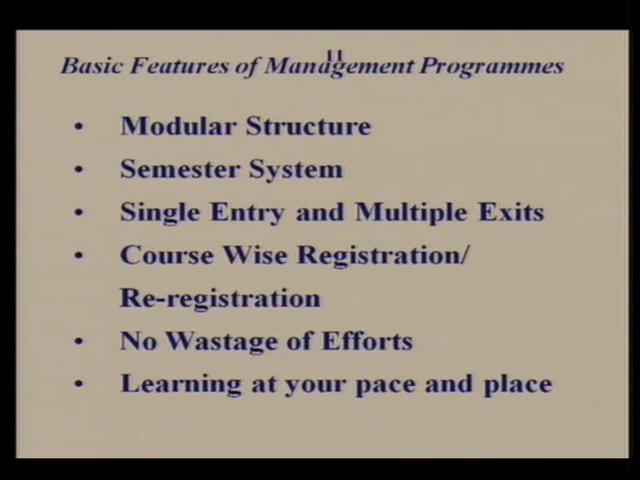 11
Basic Features of Management Programmes
• Modular Structure
• Semester System
• Single Entry and Multiple Exits
• Course Wise Registration/
Re-registration
• No Wastage of Efforts
• Learning at your pace and place